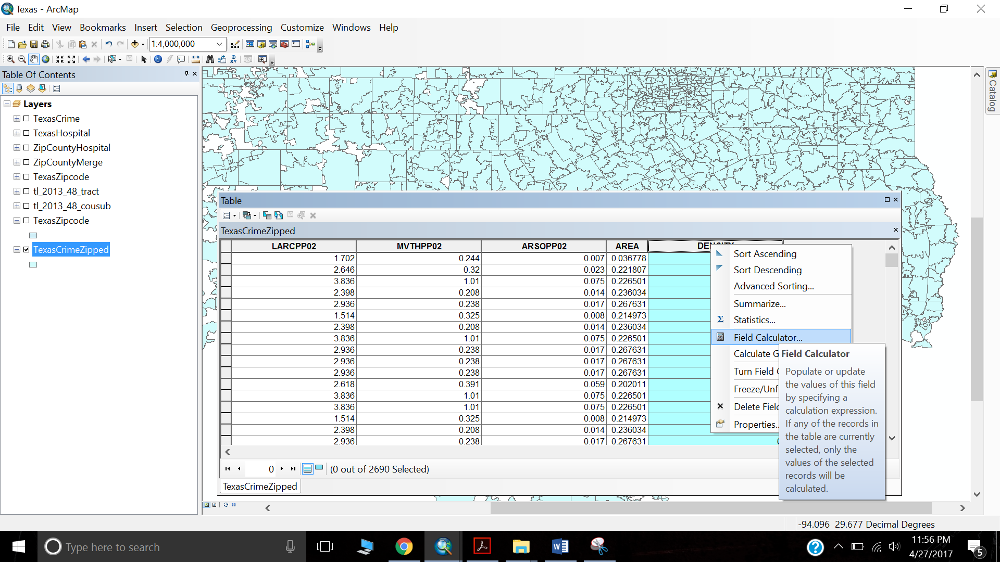 Texas - ArcMap
File Edit View Bookmarks Insert Selection Geoprocessing Customize Windows Help
1:4,000,000
Table Of Contents
Layers
TexasCrime
TexasHospital
ZipCountyHospital
ZipCountyMerge
TexasZipcode
tl_2013_48_tract
tl_2013_48_cousub
TexasZipcode
TexasCrimeZipped
Catalog
Table
TexasCrimeZipped
LARCPP02 MVTHPP02 ARSOPP02 AREA
1.702 0.244 0.007 0.036778
2.646 0.32 0.023 0.221807
3.836 1.01 0.075 0.226501
2.398 0.208 0.014 0.236034
2.936 0.238 0.017 0.267631
1.514 0.325 0.008 0.214973
2.398 0.208 0.014 0.236034
3.836 1.01 0.075 0.226501
2.936 0.238 0.017 0.267631
2.936 0.238 0.017 0.267631
2.936 0.238 0.017 0.267631
2.618 0.391 0.059 0.202011
3.836 1.01 0.075 0.226501
3.836 1.01 0.075 0.226501
1.514 0.325 0.008 0.214973
2.398 0.208 0.014 0.236034
2.936 0.238 0.017 0.267631
Sort Ascending
Sort Descending
Advanced Sorting...
Summarize...
Statistics...
Field Calculator...
Calculate G
Turn Field
Freeze/Unf
Delete Fiel
Properties..
Field Calculator
Populate or update
the values of this field
by specifying a
calculation expression.
If any of the records in
the table are currently
selected, only the
values of the selected
records will be
calculated.
0 (0 out of 2690 Selected)
TexasCrimeZipped
-94.096 29.677 Decimal Degrees
Type here to search
11:56 PM
4/27/2017
5